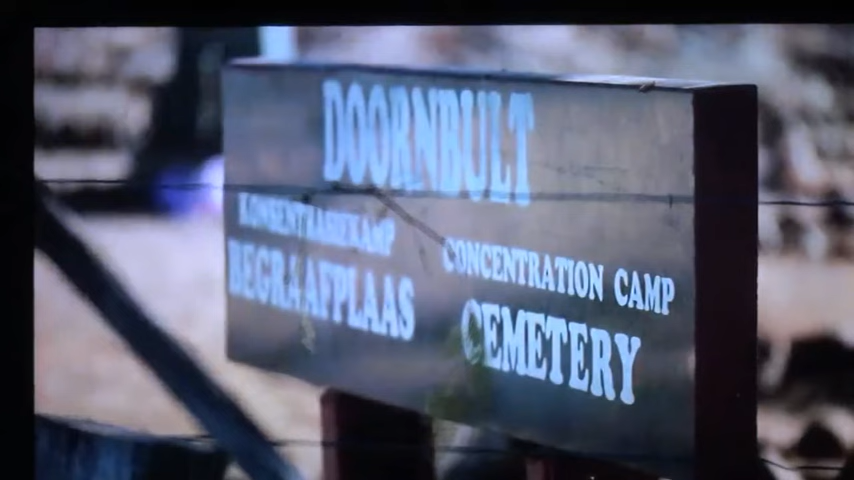 DOORNBULT
KONSENTRASIEKAMP
BEGRAAFPLAAS
CONCENTRATION CAMP
CEMETERY